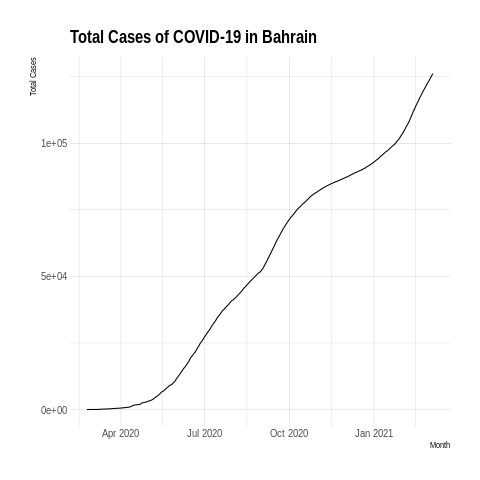 Total Cases of COVID-19 in Bahrain
Total Cases
1e+05
5e+04
0e+00
Apr 2020 Jul 2020 Oct 2020 Jan 2021
Month